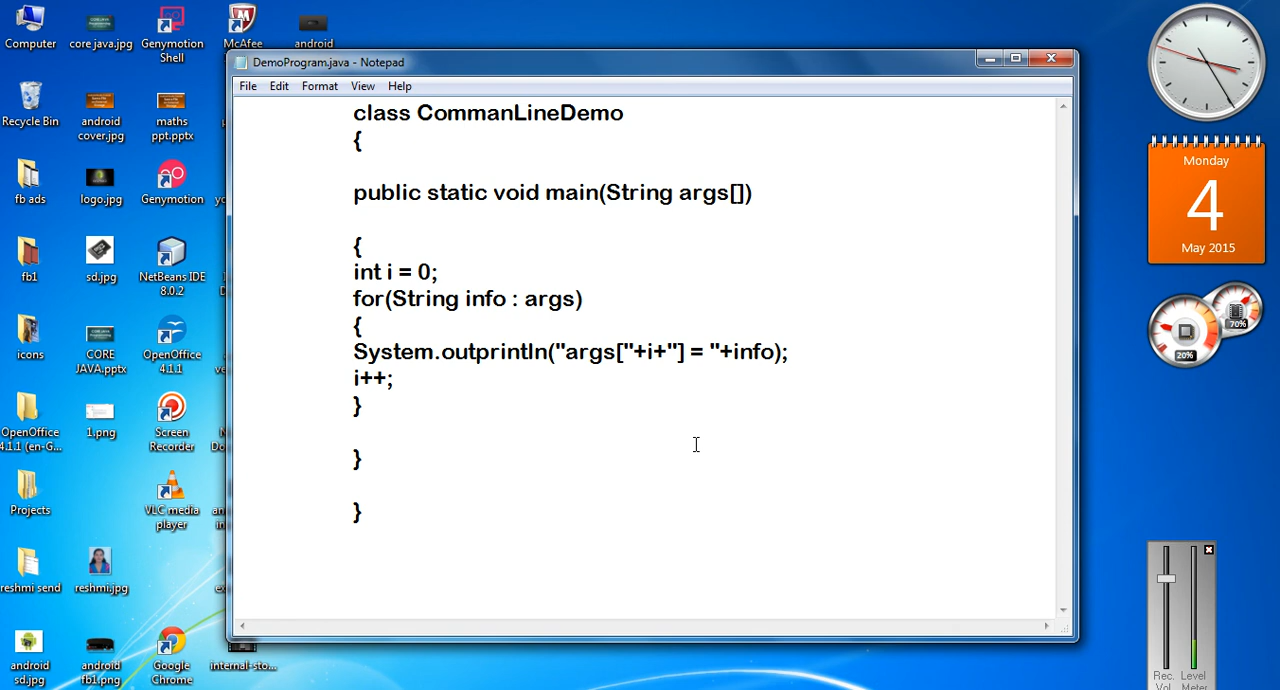 Computer
core java.jpg
Genymotion
Shell
McAfee
android
Recycle Bin
android
cover.jpg
maths
ppt.pptx
fb ads
logo.jpg
Genymotion
fb1
sd.jpg
NetBeans IDE
8.0.2
icons
CORE
JAVA.pptx
OpenOffice
4.1.1
OpenOffice
4.1.1 (en-G...
1.png
Screen
Recorder
Projects
VLC media
player
reshmi send
reshmi.jpg
android
sd.jpg
android
fb1.png
Google
Chrome
internal-sto...
DemoProgram.java - Notepad
File Edit Format View Help
class CommanLineDemo
{
public static void main(String args[])
{
int i = 0;
for(String info : args)
{
System.outprintln("args["+i+"] = "+info);
i++;
}
}
}
Monday
4
May 2015
70%
20%
Rec. Level
Vol Meter